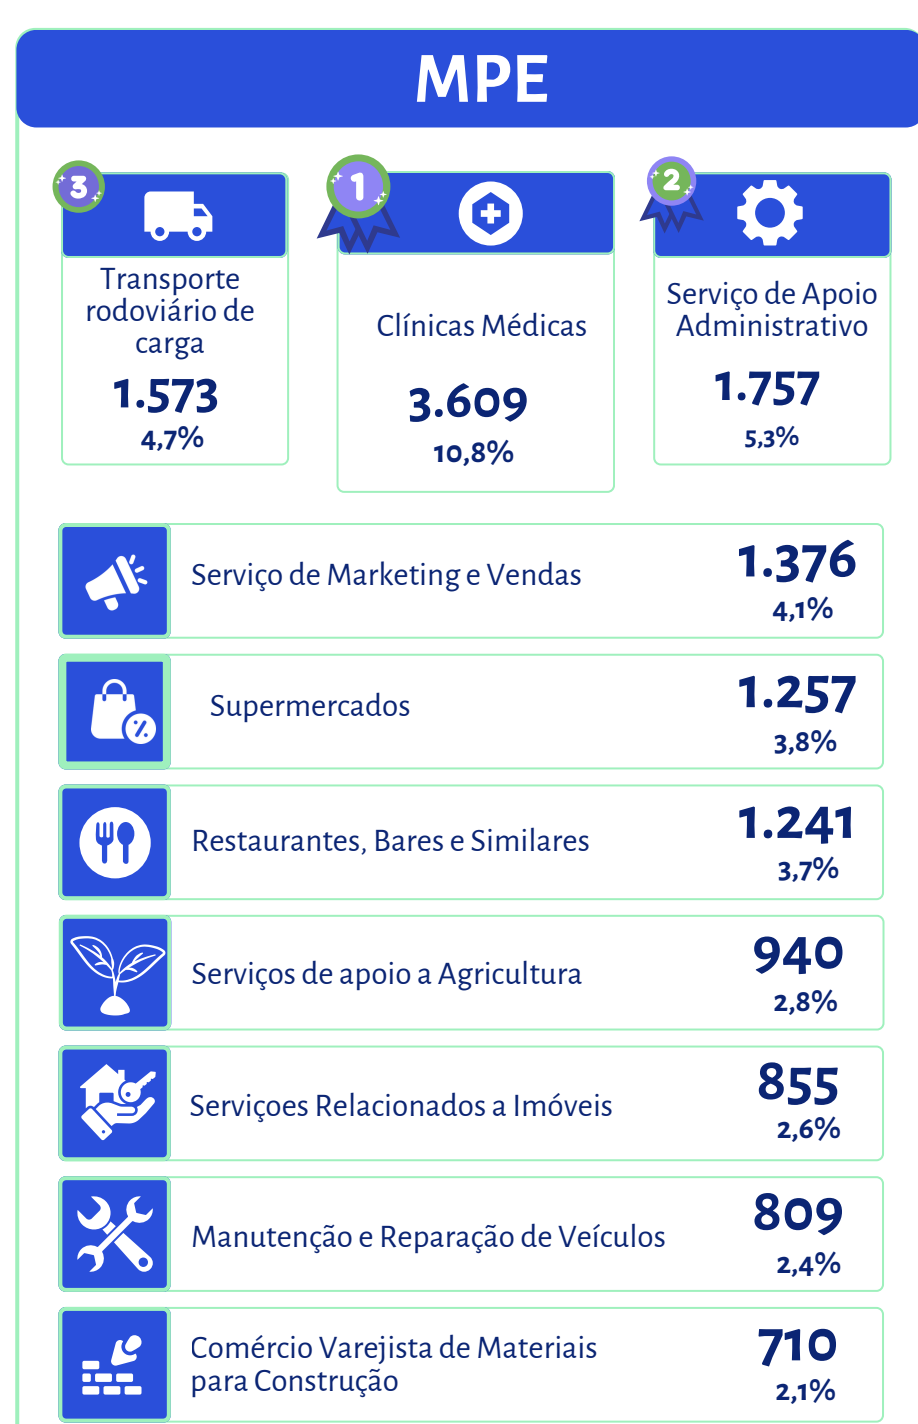 MPE
3
Transporte
rodoviário de
carga
1.573
4,7%
1
Clínicas Médicas
3.609
10,8%
2
Serviço de Apoio
Administrativo
1.757
5,3%
Serviço de Marketing e Vendas
1.376
4,1%
Supermercados
1.257
3,8%
Restaurantes, Bares e Similares
1.241
3,7%
Serviços de apoio a Agricultura
940
2,8%
Serviçoes Relacionados a Imóveis
855
2,6%
Manutenção e Reparação de Veículos
809
2,4%
Comércio Varejista de Materiais
para Construção
710
2,1%